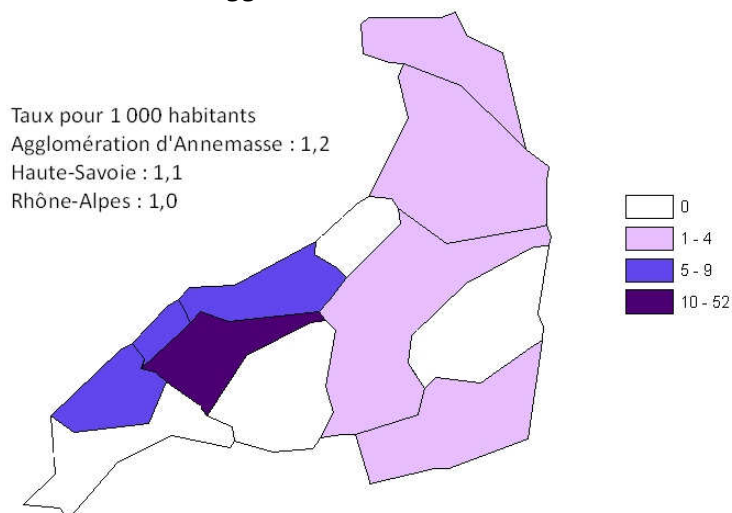 Taux pour 1 000 habitants
Agglomération d'Annemasse : 1,2
Haute-Savoie : 1,1
Rhône-Alpes : 1,0
0
1 - 4
5 - 9
10 - 52